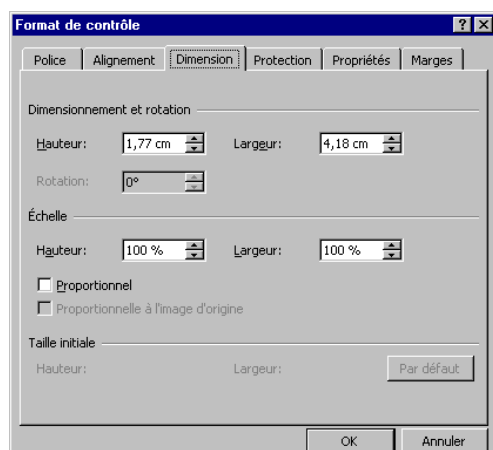 Format de contrôle
Police Alignement Dimension Protection Propriétés Marges
Dimensionnement et rotation
Hauteur: 1,77 cm Largeur: 4,18 cm
Rotation: 0°
Échelle
Hauteur: 100 % Largeur: 100 %
Proportionnel
Proportionnelle à l'image d'origine
Taille initiale
Hauteur: Largeur: Par défaut
OK Annuler